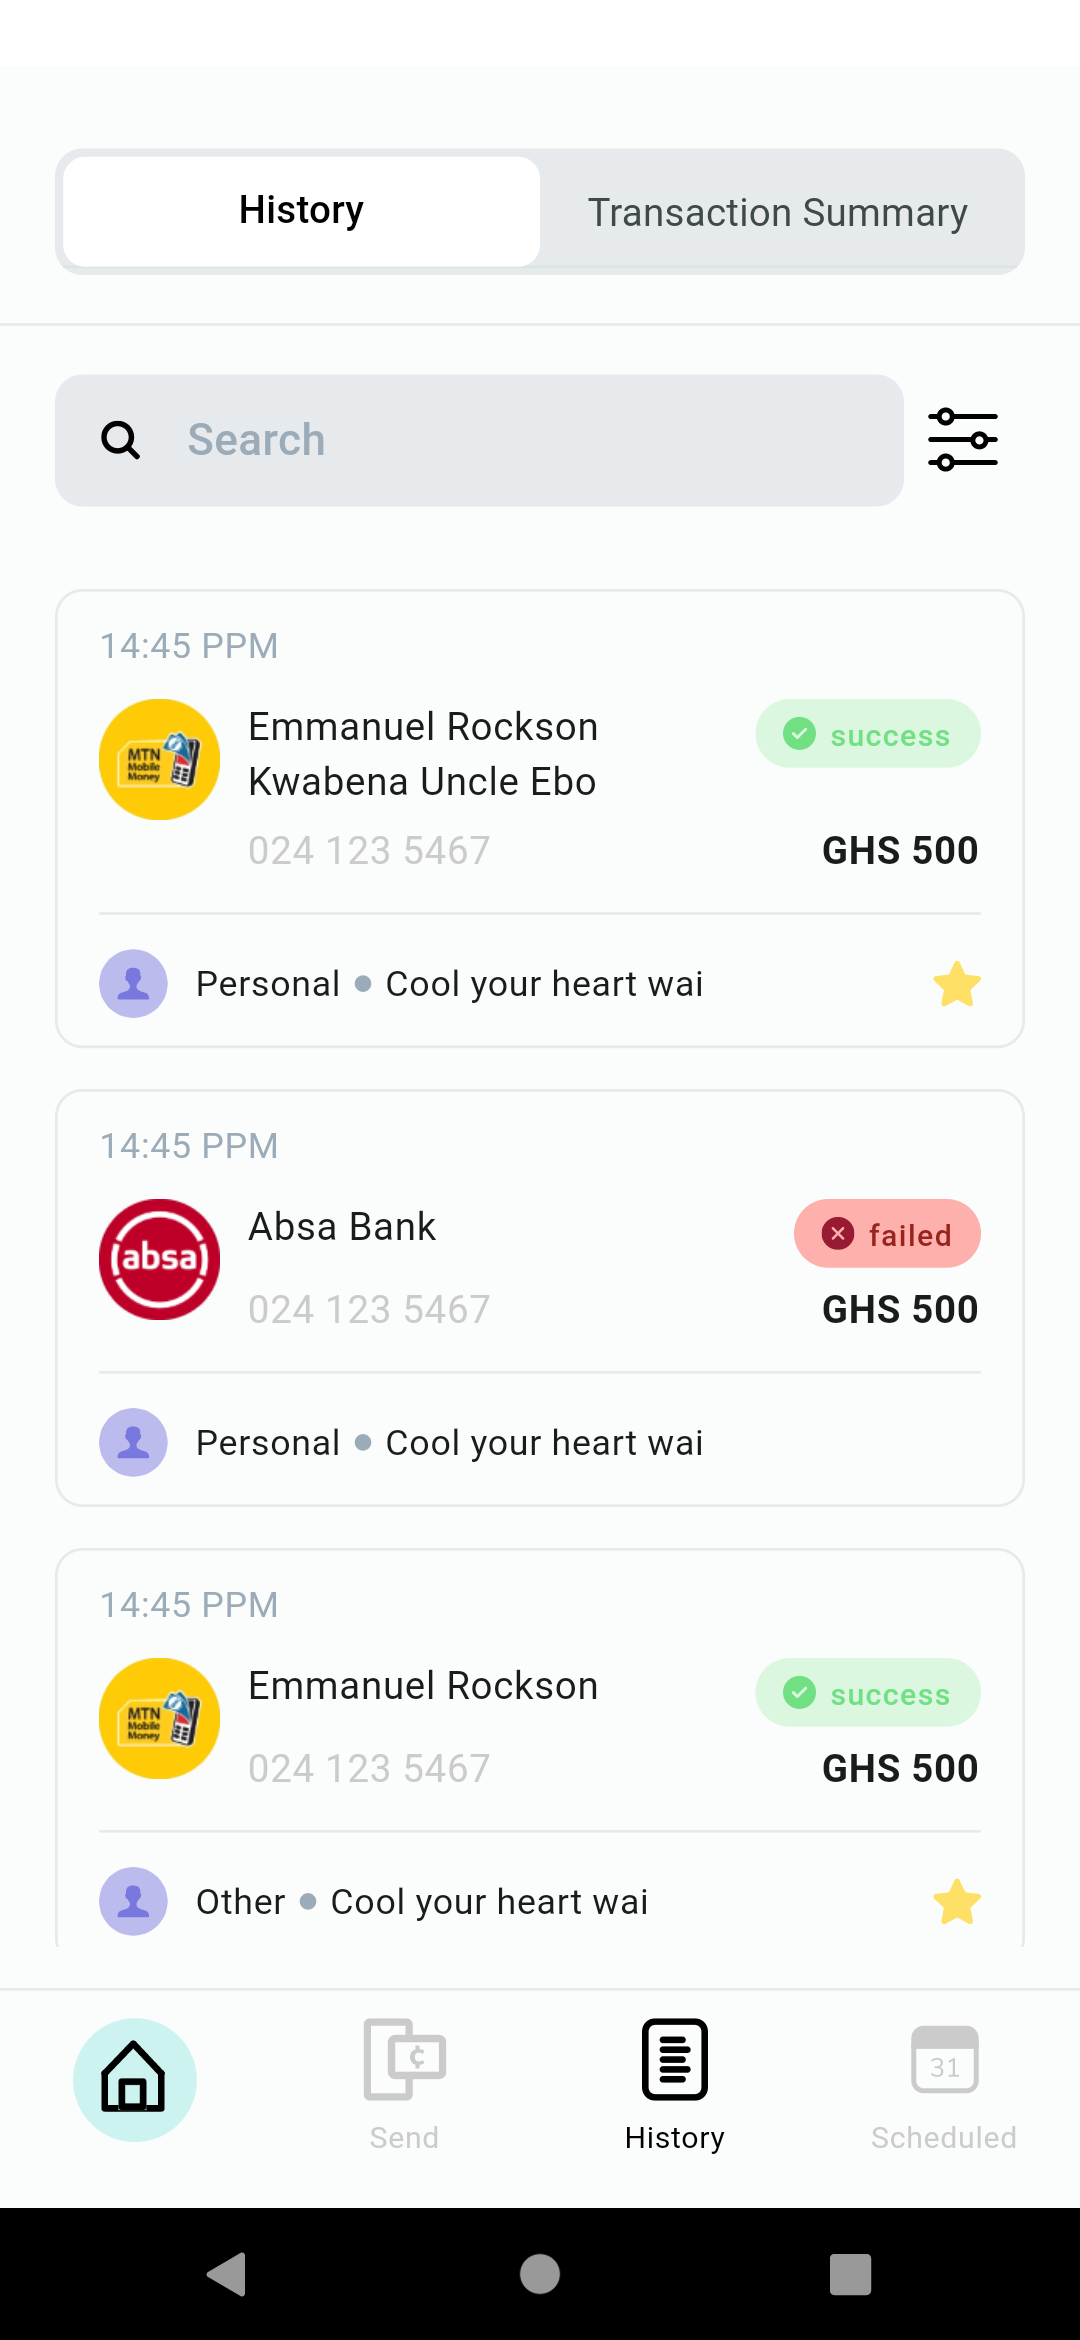 History
Transaction Summary
Search
14:45 PPM
MTN
Mobile
Money
Emmanuel Rockson
Kwabena Uncle Ebo
success
024 123 5467
GHS 500
Personal
Cool your heart wai
14:45 PPM
absa
Absa Bank
failed
024 123 5467
GHS 500
Personal
Cool your heart wai
14:45 PPM
MTN
Mobile
Money
Emmanuel Rockson
success
024 123 5467
GHS 500
Other
Cool your heart wai
¢
31
Send
History
Scheduled